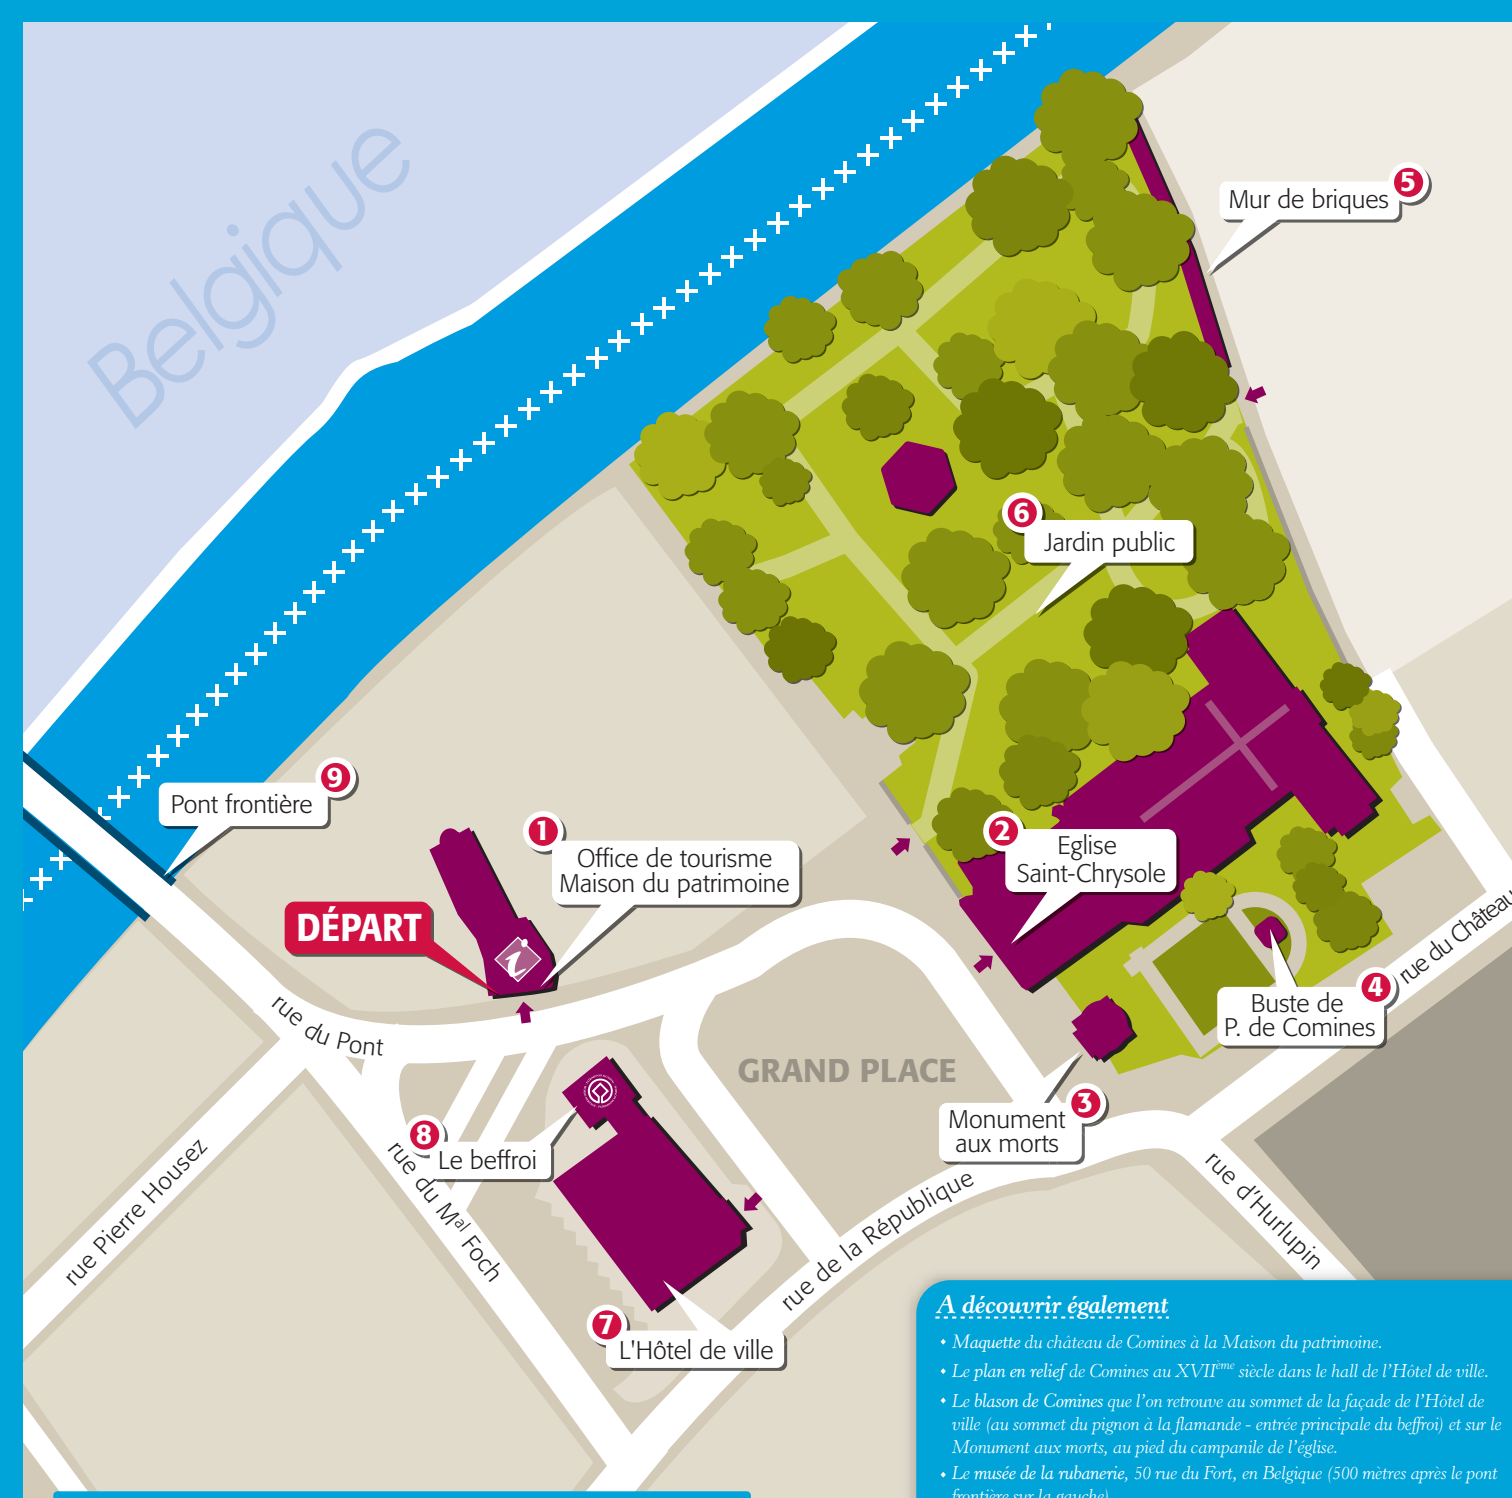 Belgique
Mur de briques 5
6
Jardin public
9
Pont frontière
1
Office de tourisme
Maison du patrimoine
2
Eglise
Saint-Chrysole
DÉPART
i
rue du Château
4
Buste de
P. de Comines
rue du Pont
GRAND PLACE
3
Monument
aux morts
8
Le beffroi
rue Pierre Housez
rue du Mal Foch
rue de la République
rue d'Hurlupin
7
L'Hôtel de ville
A découvrir également
• Maquette du château de Comines à la Maison du patrimoine.
• Le plan en relief de Comines au XVIIème siècle dans le hall de l'Hôtel de ville.
• Le blason de Comines que l'on retrouve au sommet de la façade de l'Hôtel de
ville (au sommet du pignon à la flamande - entrée principale du beffroi) et sur le
Monument aux morts, au pied du campanile de l'église.
• Le musée de la rubanerie, 50 rue du Fort, en Belgique (500 mètres après le pont
frontière sur la gauche)